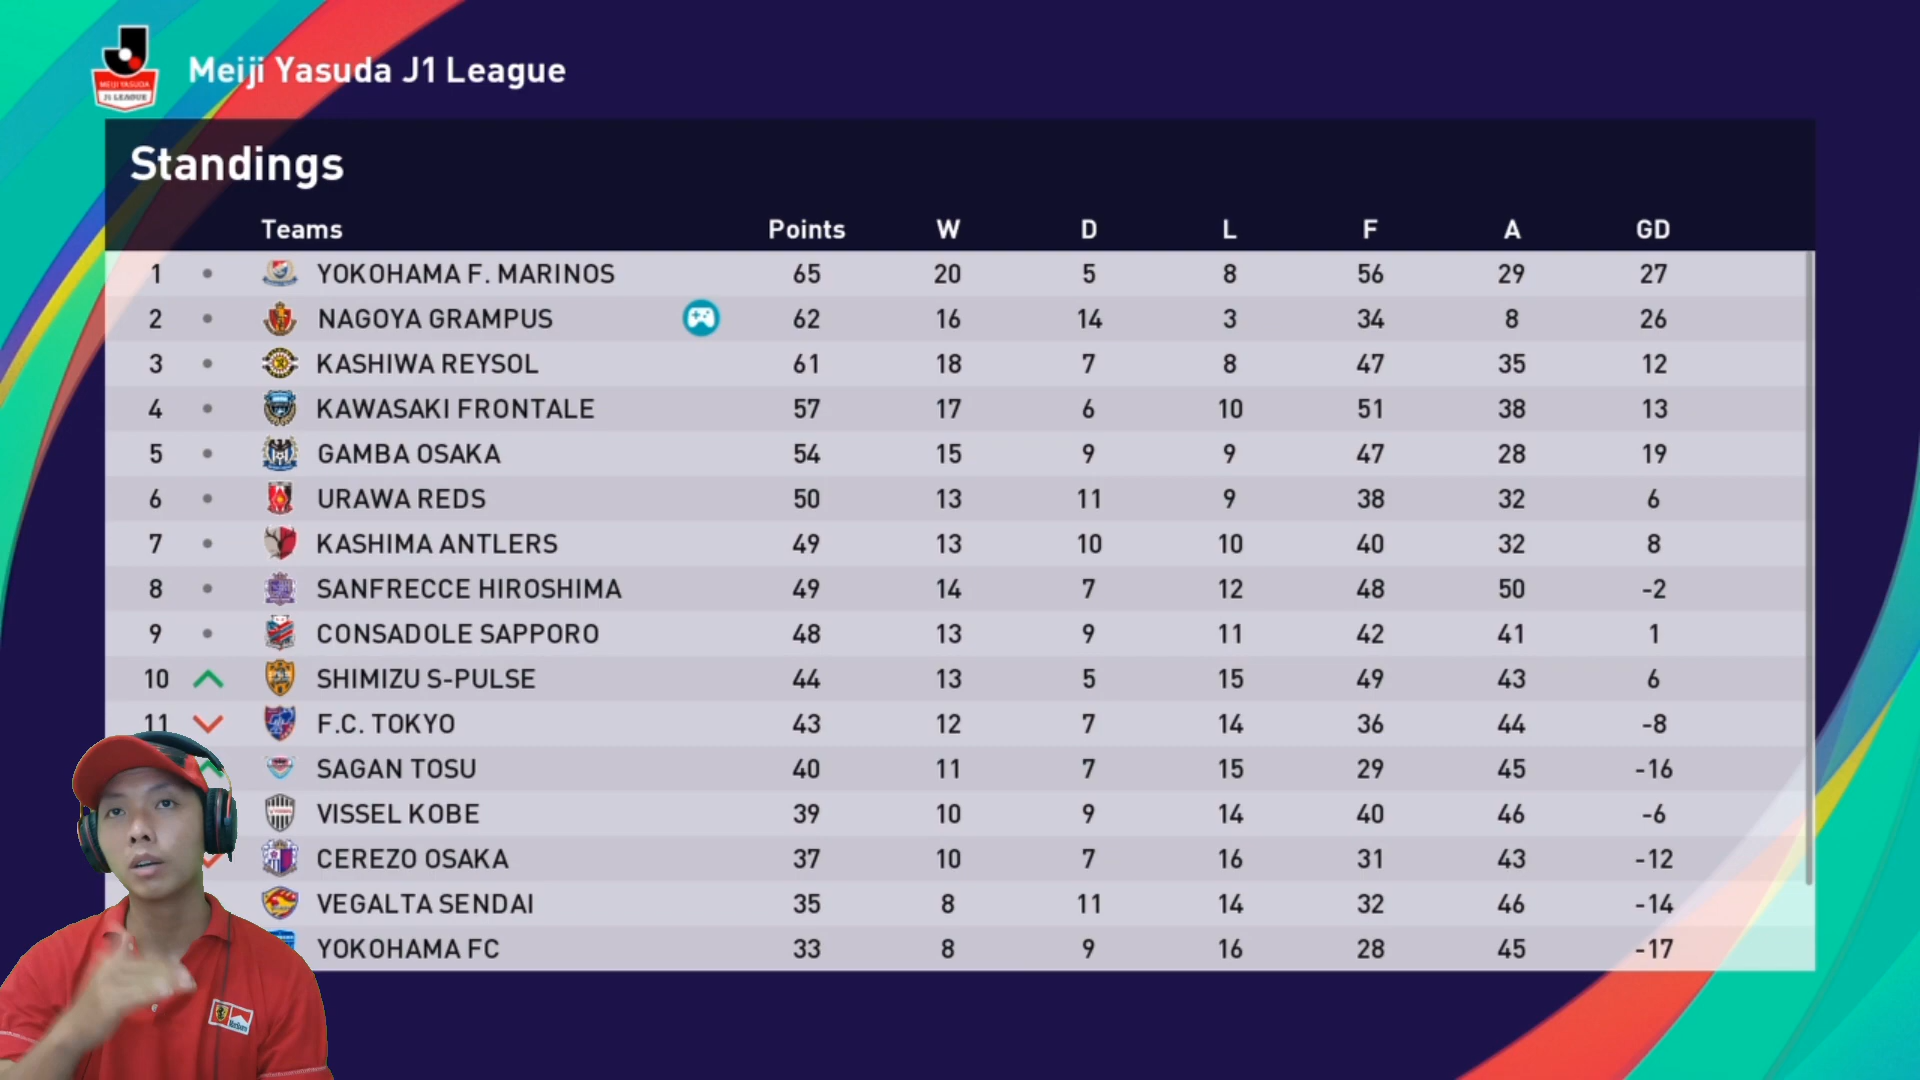 MEIJI YASUDA
J1 LEAGUE
Meiji Yasuda J1 League
Standings
Teams Points W D L F A GD
1 YOKOHAMA F. MARINOS 65 20 5 8 56 29 27
2 NAGOYA GRAMPUS 62 16 14 3 34 8 26
3 KASHIWA REYSOL 61 18 7 8 47 35 12
4 KAWASAKI FRONTALE 57 17 6 10 51 38 13
5 GAMBA OSAKA 54 15 9 9 47 28 19
6 URAWA REDS 50 13 11 9 38 32 6
7 KASHIMA ANTLERS 49 13 10 10 40 32 8
8 SANFRECCE HIROSHIMA 49 14 7 12 48 50 -2
9 CONSADOLE SAPPORO 48 13 9 11 42 41 1
10 SHIMIZU S-PULSE 44 13 5 15 49 43 6
11 F.C. TOKYO 43 12 7 14 36 44 -8
SAGAN TOSU 40 11 7 15 29 45 -16
VISSEL KOBE 39 10 9 14 40 46 -6
CEREZO OSAKA 37 10 7 16 31 43 -12
VEGALTA SENDAI 35 8 11 14 32 46 -14
YOKOHAMA FC 33 8 9 16 28 45 -17
Marlboro